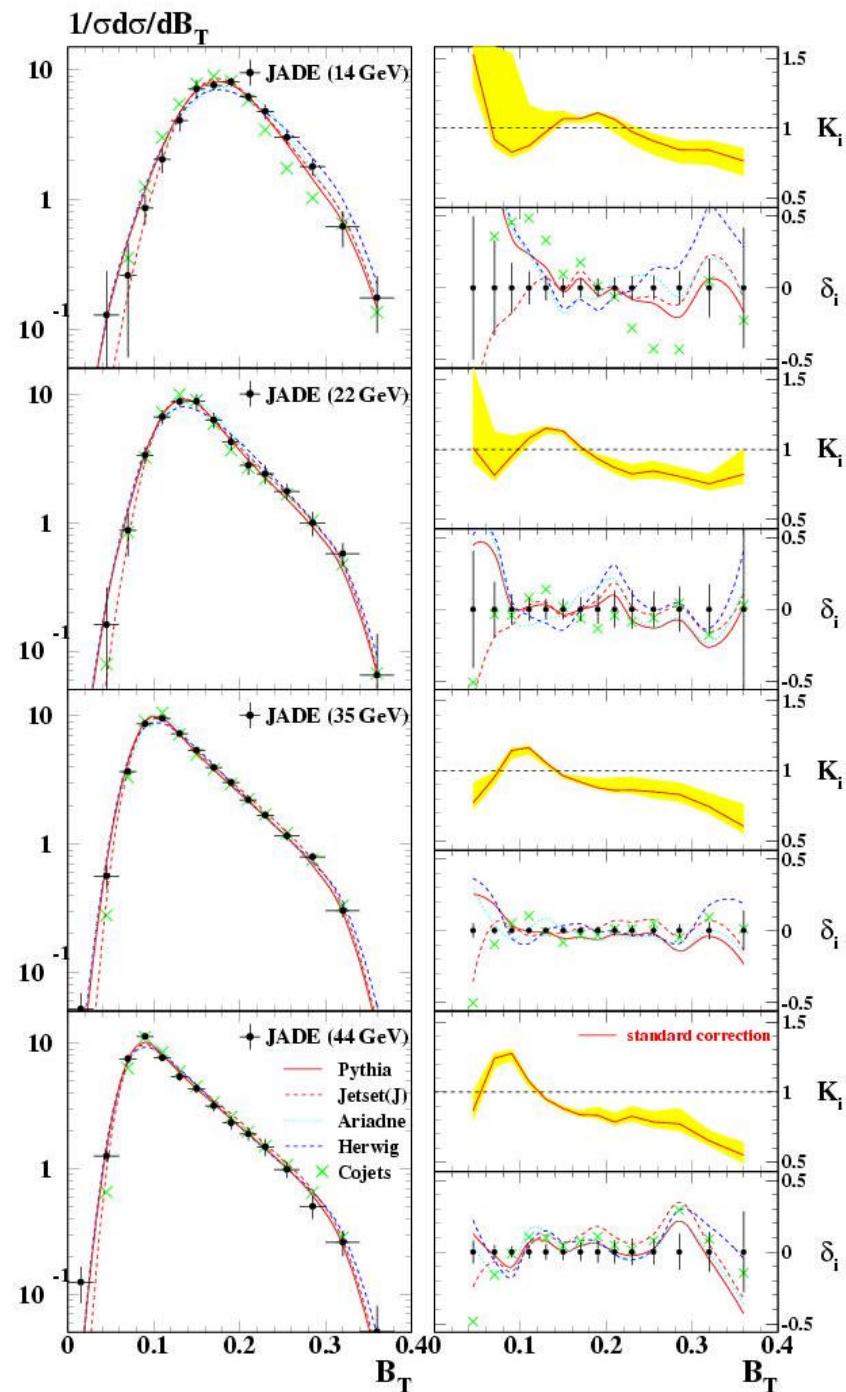 1/σdσ/dB_T
10
1
10 -1
JADE (14 GeV)
1.5
1
0.5
K_i
0.5
0
-0.5
δ_i
10
1
10 -1
JADE (22 GeV)
1.5
1
0.5
K_i
0.5
0
-0.5
δ_i
10
1
10 -1
JADE (35 GeV)
1.5
1
0.5
K_i
0.5
0
-0.5
δ_i
10
1
10 -1
JADE (44 GeV)
Pythia
Jetset(J)
Ariadne
Herwig
Cojets
standard correction
1.5
1
0.5
K_i
0.5
0
-0.5
δ_i
0 0.1 0.2 0.3 0.4
B_T
0 0.1 0.2 0.3 0.4
B_T